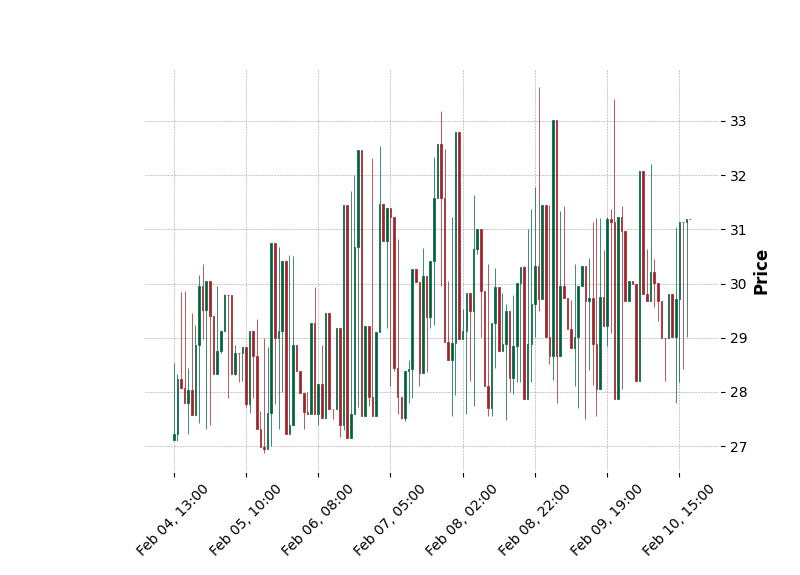 33
32
31
30
29
28
27
Price
Feb 04, 13:00
Feb 05, 10:00
Feb 06, 08:00
Feb 07, 05:00
Feb 08, 02:00
Feb 08, 22:00
Feb 09, 19:00
Feb 10, 15:00